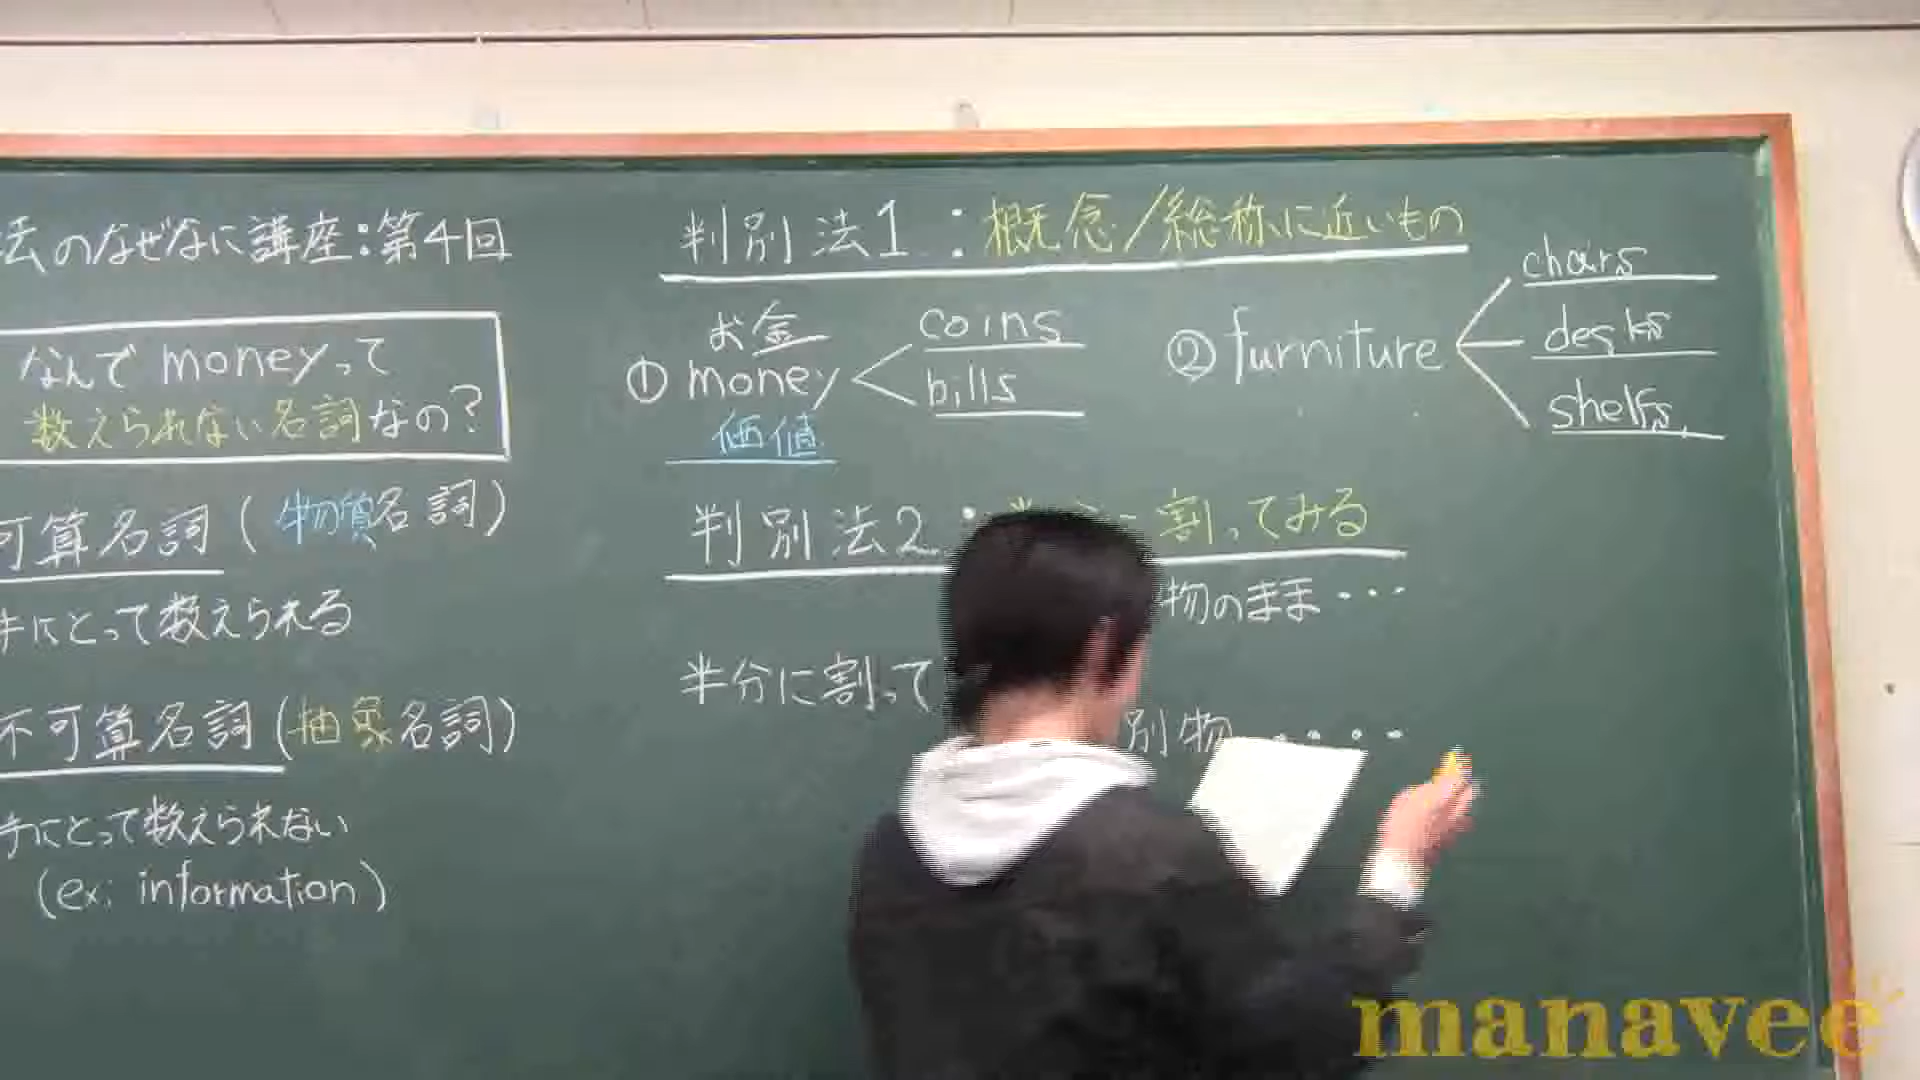 法のなぜなに講座:第4回
なんでmoneyって
数えられない名詞なの?
可算名詞(物質名詞)
手にとって数えられる
不可算名詞(抽象名詞)
手にとって数えられない
(ex: information)
判別法1:概念/総称に近いもの
お金
① money
価値
coins
bills
② furniture
chairs
desks
shelfs
判別法2: 割ってみる
物のまま・・・
半分に割って
別物・・・・・
manavee